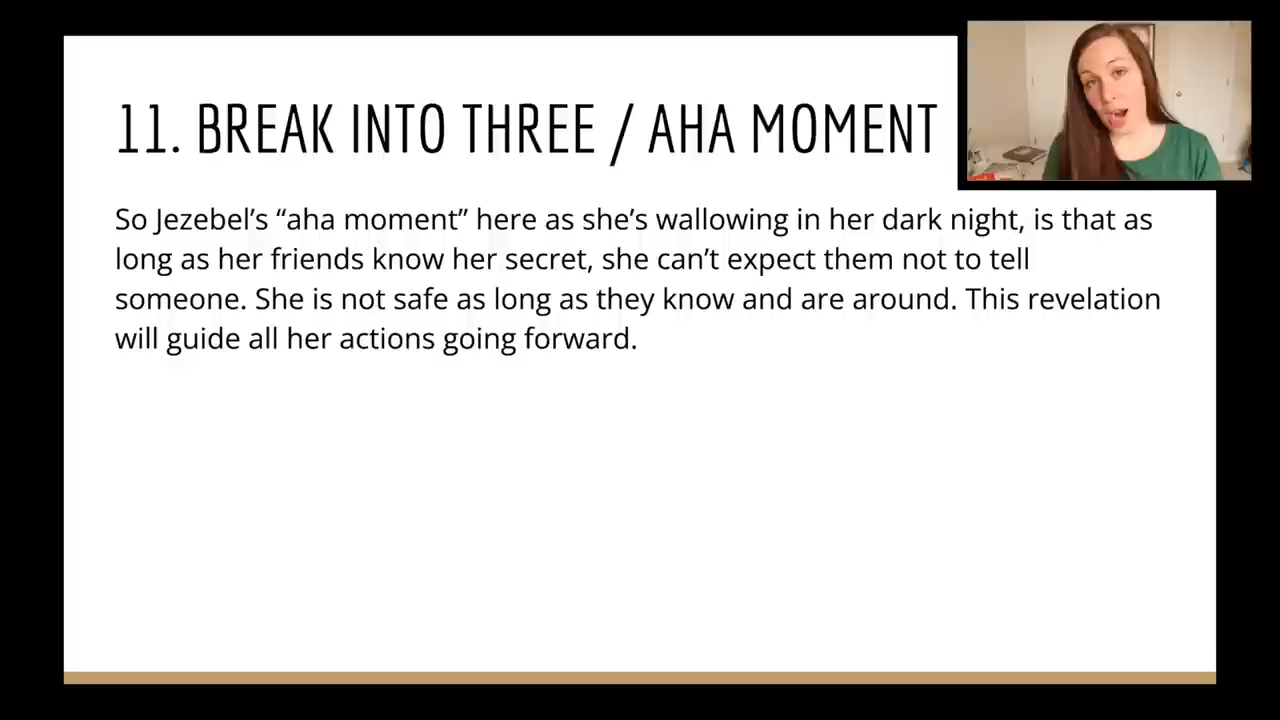 11. BREAK INTO THREE / AHA MOMENT
So Jezebel’s “aha moment” here as she’s wallowing in her dark night, is that as
long as her friends know her secret, she can’t expect them not to tell
someone. She is not safe as long as they know and are around. This revelation
will guide all her actions going forward.